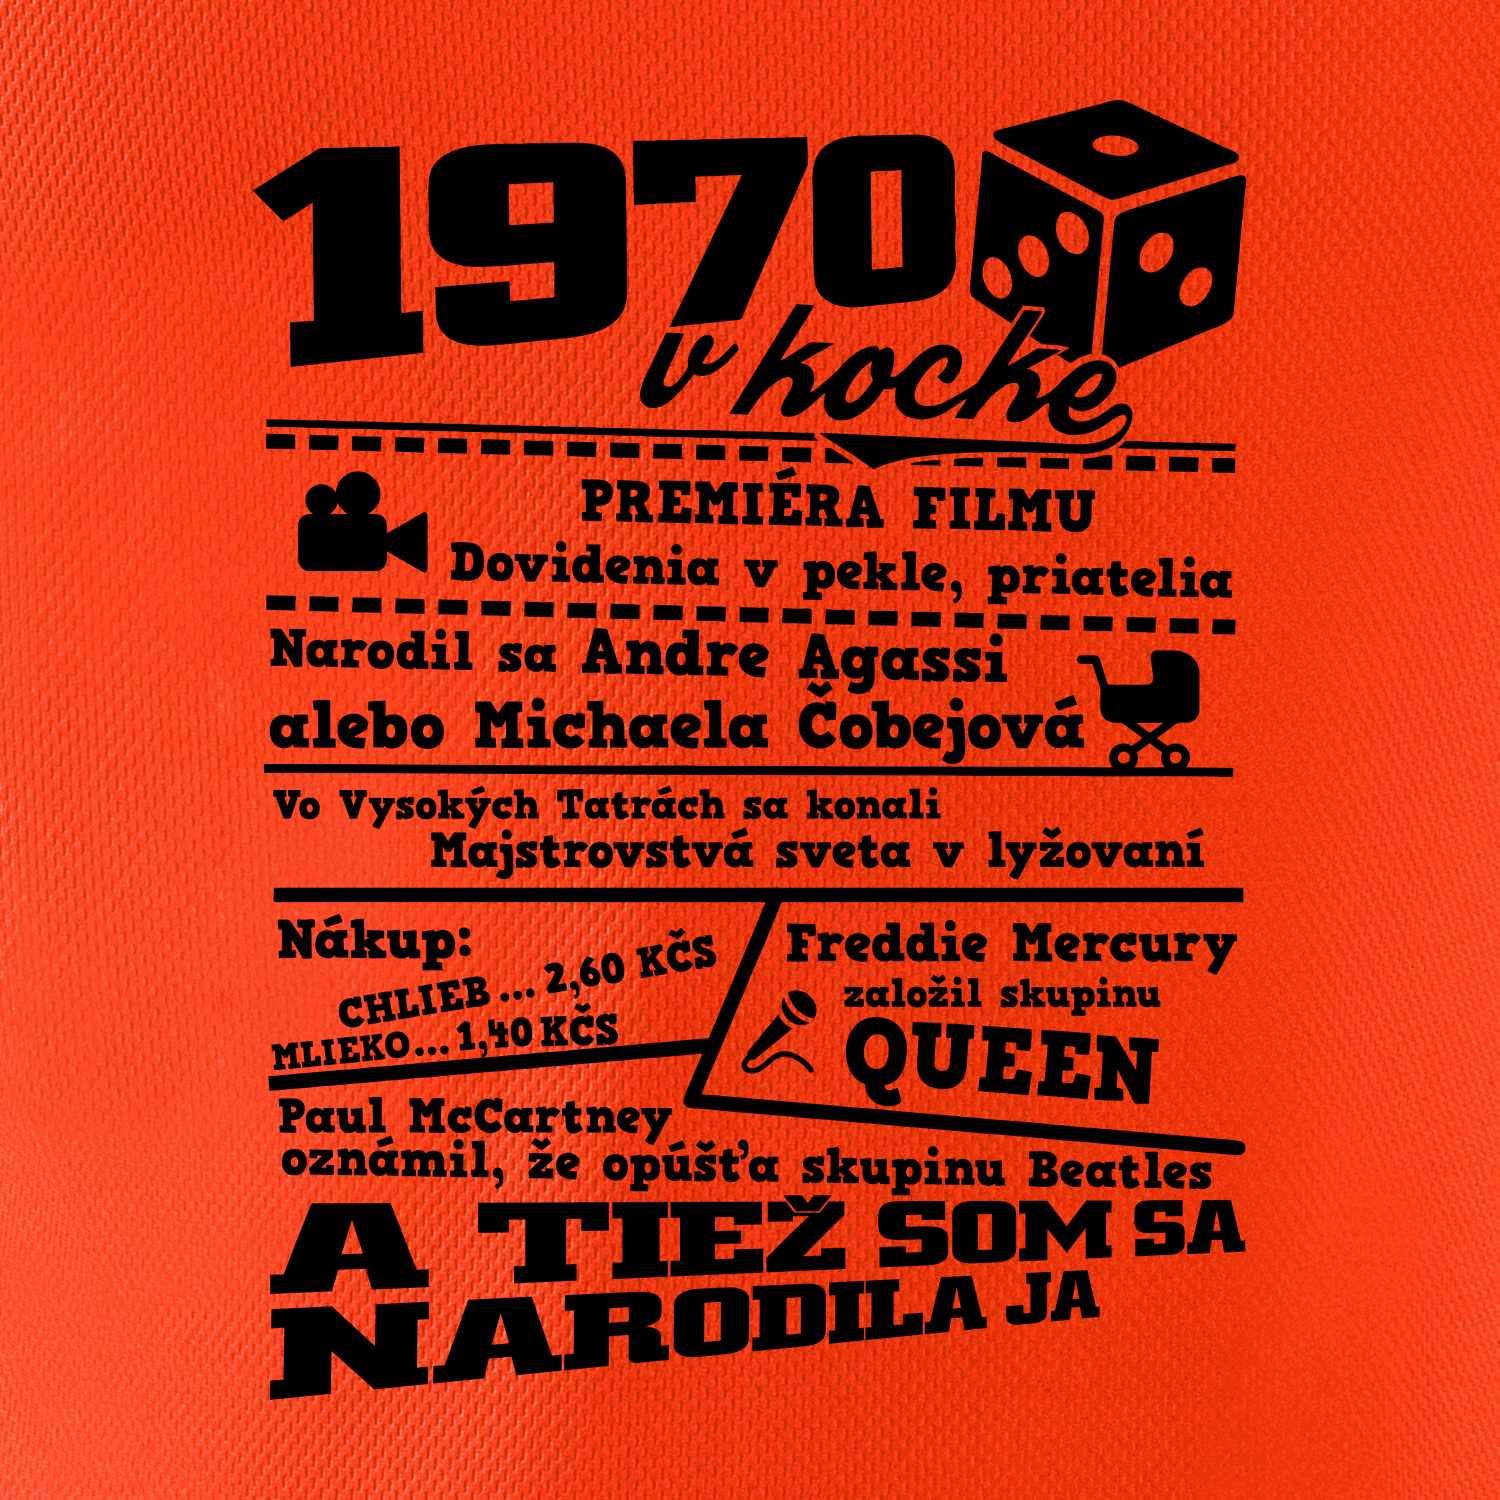 1970
v kocke
PREMIÉRA FILMU
Dovidenia v pekle, priatelia
Narodil sa Andre Agassi
alebo Michaela Čobejová
Vo Vysokých Tatrách sa konali
Majstrovstvá sveta v lyžovaní
Nákup:
CHLIEB ... 2,60 KČS
MLIEKO... 1,40 KČS
Freddie Mercury
založil skupinu
QUEEN
Paul McCartney
oznámil, že opúšťa skupinu Beatles
A TIEŽ SOM SA
NARODILA JA